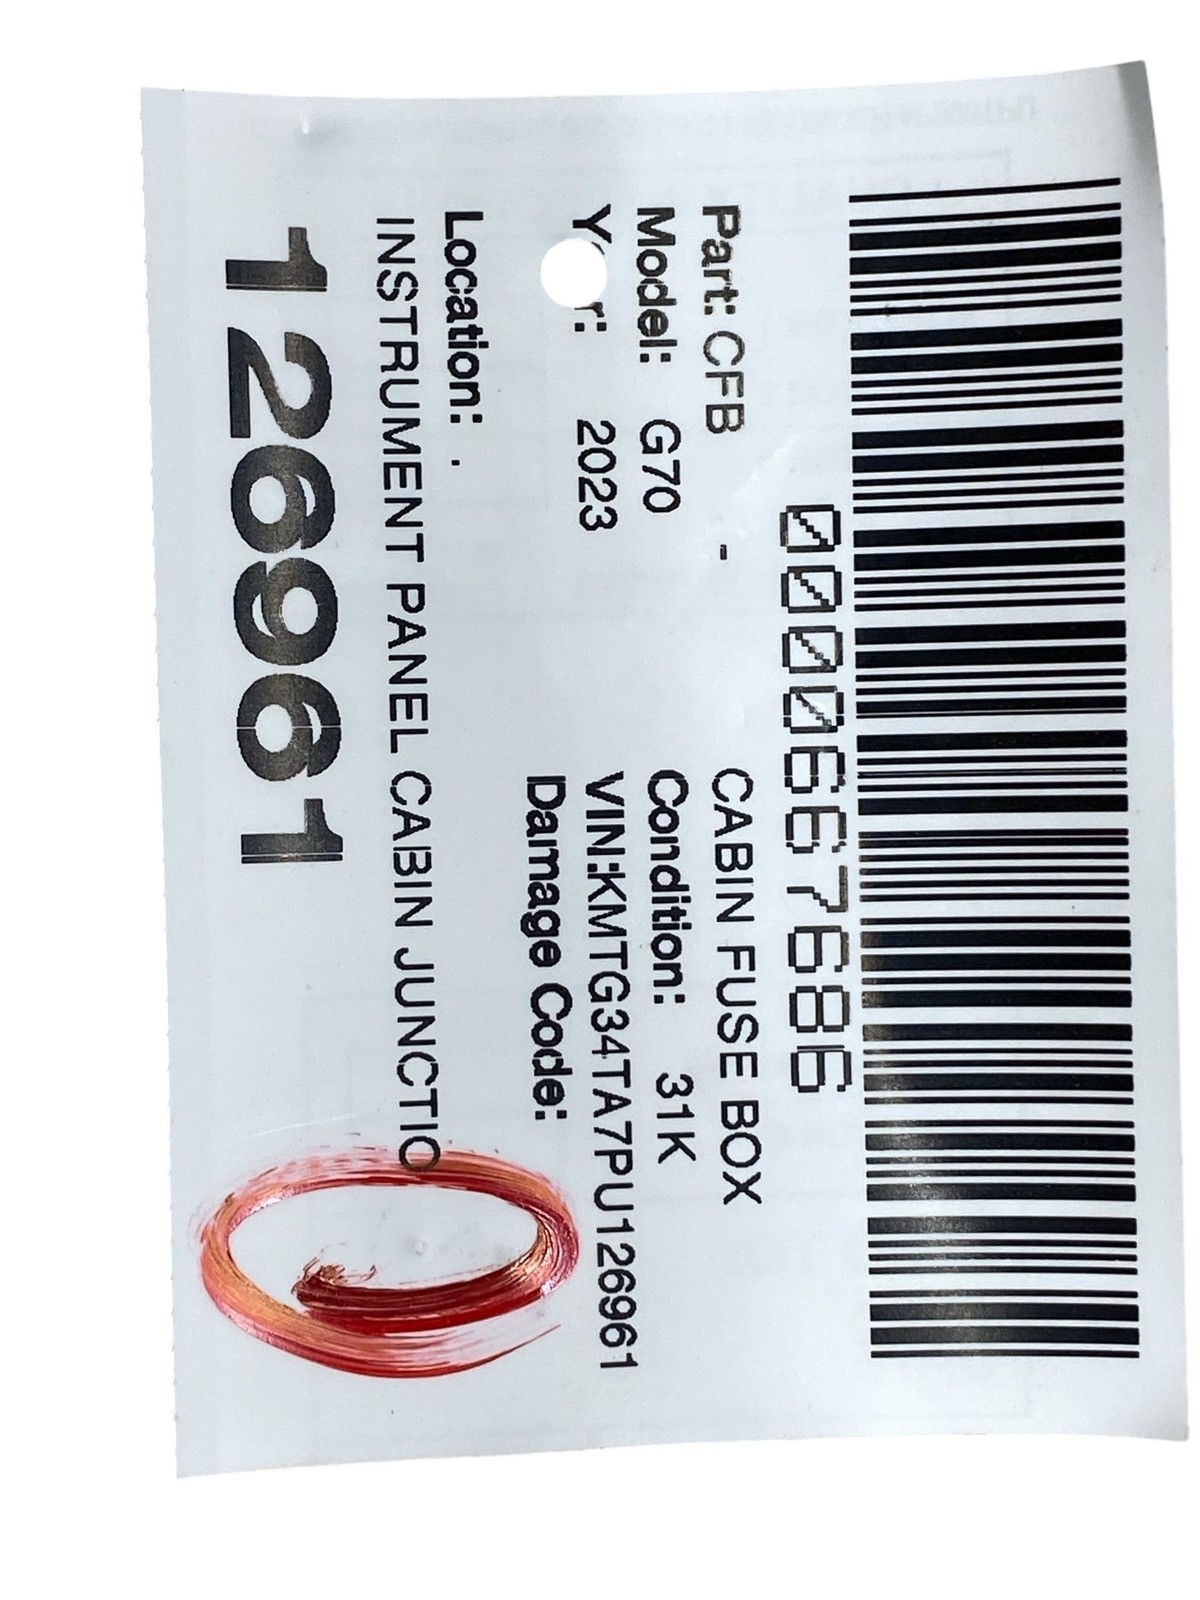 0000667686
Part: CFB - CABIN FUSE BOX
Model: G70 Condition: 31K
Y r: 2023 VIN:KMTG34TA7PU126961
Damage Code:
Location: .
INSTRUMENT PANEL CABIN JUNCTIO
126961